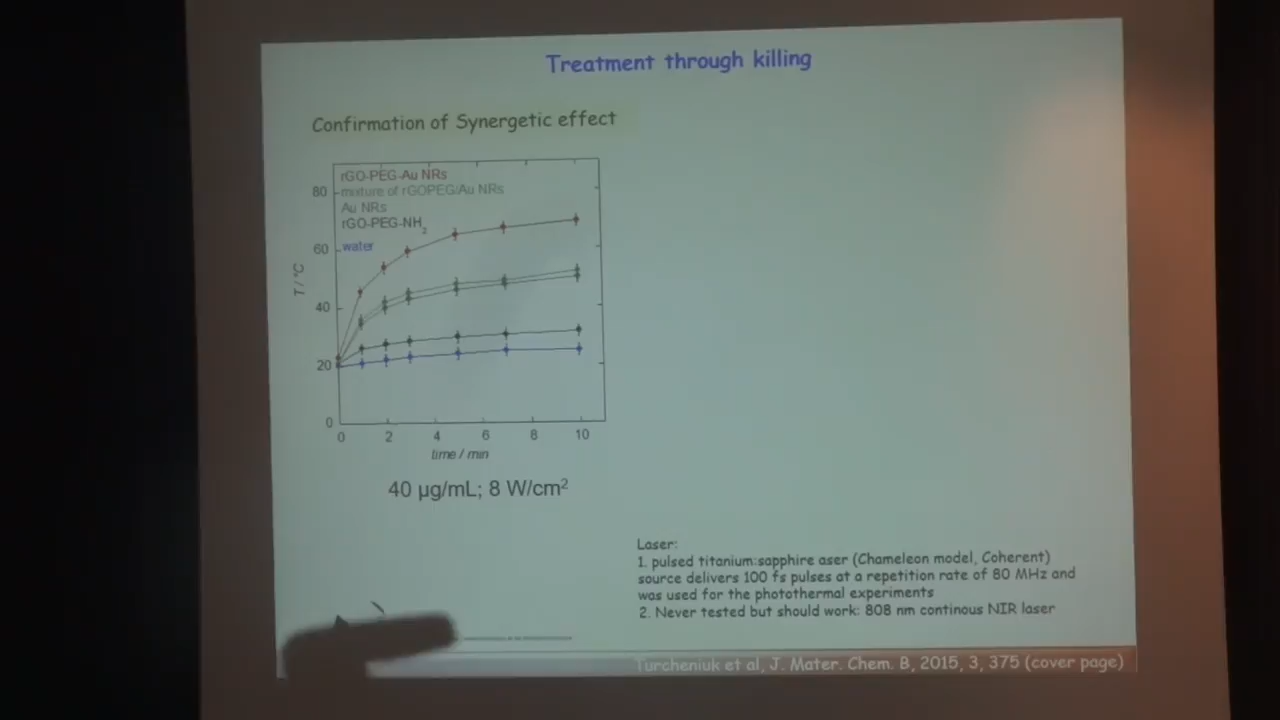 Treatment through killing
Confirmation of Synergetic effect
rGO-PEG-Au NRs
mixture of rGOPEG/Au NRs
Au NRs
rGO-PEG-NH2
water
80
60
40
20
0
T / °C
0 2 4 6 8 10
time / min
40 µg/mL; 8 W/cm²
Laser:
1. pulsed titanium:sapphire aser (Chameleon model, Coherent)
source delivers 100 fs pulses at a repetition rate of 80 MHz and
was used for the photothermal experiments
2. Never tested but should work: 808 nm continous NIR laser
Turcheniuk et al, J. Mater. Chem. B, 2015, 3, 375 (cover page)